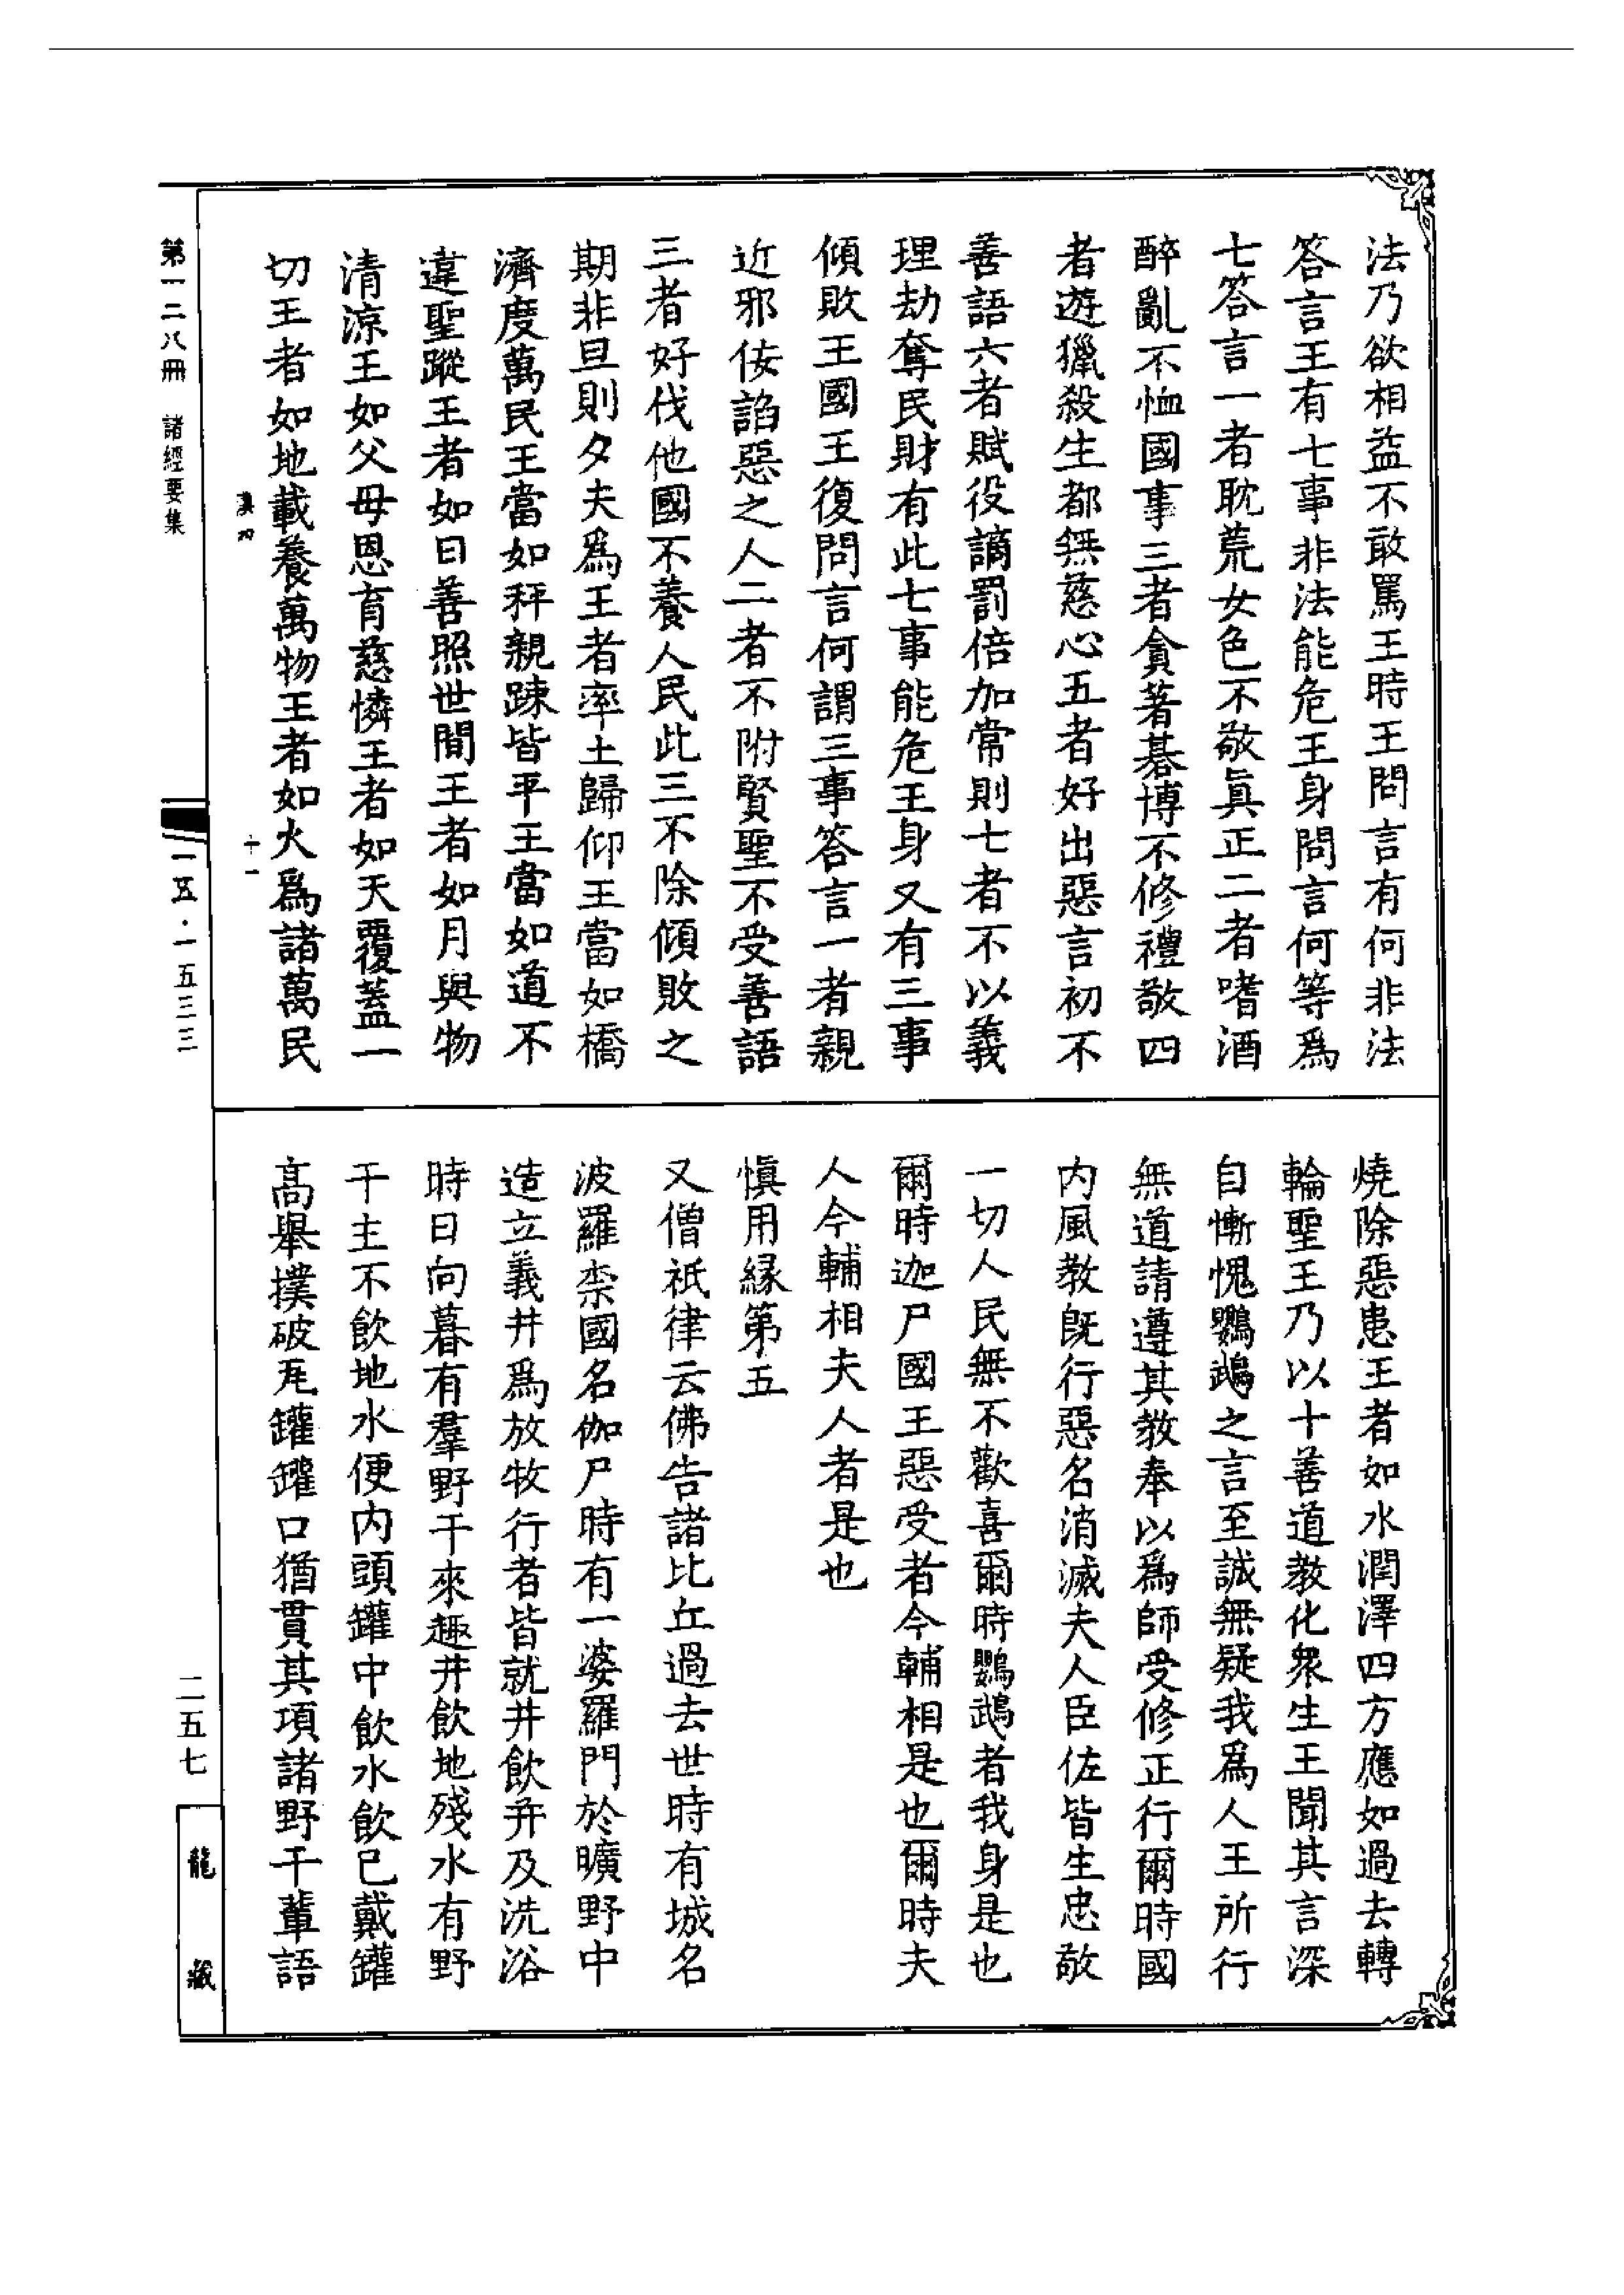 法乃欲相益不敢罵王時王問言有何非法
答言王有七事非法能危王身問言何等爲
七答言一者耽荒女色不敬眞正二者嗜酒
醉亂不恤國事三者貪著碁博不修禮敬四
者遊獵殺生都無慈心五者好出惡言初不
善語六者賦役謫罰倍加常則七者不以義
理劫奪民財有此七事能危王身又有三事
傾敗王國王復問言何謂三事答言一者親
近邪佞諂惡之人二者不附賢聖不受善語
三者好伐他國不養人民此三不除傾敗之
期非旦則夕夫爲王者率土歸仰王當如橋
濟度萬民王當如秤親踈皆平王當如道不
違聖蹤王者如日善照世間王者如月與物
清涼王如父母恩育慈憐王者如天覆蓋一
切王者如地載養萬物王者如火爲諸萬民
燒除惡患王者如水潤澤四方應如過去轉
輪聖王乃以十善道教化衆生王聞其言深
自慚愧鸚鵡之言至誠無疑我爲人王所行
無道請遵其教奉以爲師受修正行爾時國
内風教既行惡名消滅夫人臣佐皆生忠敬
一切人民無不歡喜爾時鸚鵡者我身是也
爾時迦尸國王惡受者今輔相是也爾時夫
人今輔相夫人者是也
愼用縁第五
又僧祇律云佛告諸比丘過去世時有城名
波羅柰國名伽尸時有一婆羅門於曠野中
造立義井爲放牧行者皆就井飲并及洗浴
時日向暮有羣野干來趣井飲地殘水有野
干主不飲地水便内頭罐中飲水飲已戴罐
高舉撲破瓦罐罐口猶貫其項諸野干輩語
第一二八冊 諸經要集
十一
一五·一五三三
二五七
龍藏